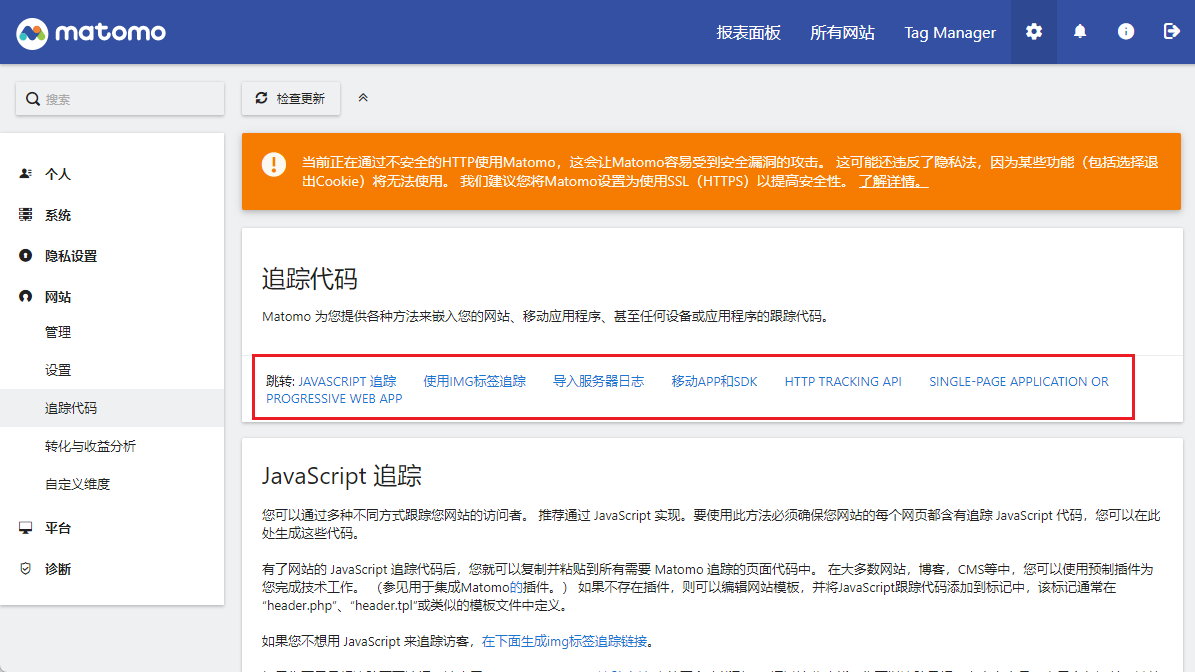 matomo
报表面板 所有网站 Tag Manager
搜索
检查更新
当前正在通过不安全的HTTP使用Matomo，这会让Matomo容易受到安全漏洞的攻击。 这可能还违反了隐私法，因为某些功能（包括选择退
出Cookie）将无法使用。 我们建议您将Matomo设置为使用SSL（HTTPS）以提高安全性。 了解详情。
个人
系统
隐私设置
网站
管理
设置
追踪代码
转化与收益分析
自定义维度
平台
诊断
追踪代码
Matomo 为您提供各种方法来嵌入您的网站、移动应用程序、甚至任何设备或应用程序的跟踪代码。
跳转: JAVASCRIPT 追踪 使用IMG标签追踪 导入服务器日志 移动APP和SDK HTTP TRACKING API SINGLE-PAGE APPLICATION OR
PROGRESSIVE WEB APP
JavaScript 追踪
您可以通过多种不同方式跟踪您网站的访问者。 推荐通过 JavaScript 实现。要使用此方法必须确保您网站的每个网页都含有追踪 JavaScript 代码，您可以在此
处生成这些代码。
有了网站的 JavaScript 追踪代码后，您就可以复制并粘贴到所有需要 Matomo 追踪的页面代码中。 在大多数网站，博客，CMS等中，您可以使用预制插件为
您完成技术工作。 （参见用于集成Matomo的插件。） 如果不存在插件，则可以编辑网站模板，并将JavaScript跟踪代码添加到标记中，该标记通常在
“header.php”、“header.tpl”或类似的模板文件中定义。
如果您不想用 JavaScript 来追踪访客，在下面生成img标签追踪链接。